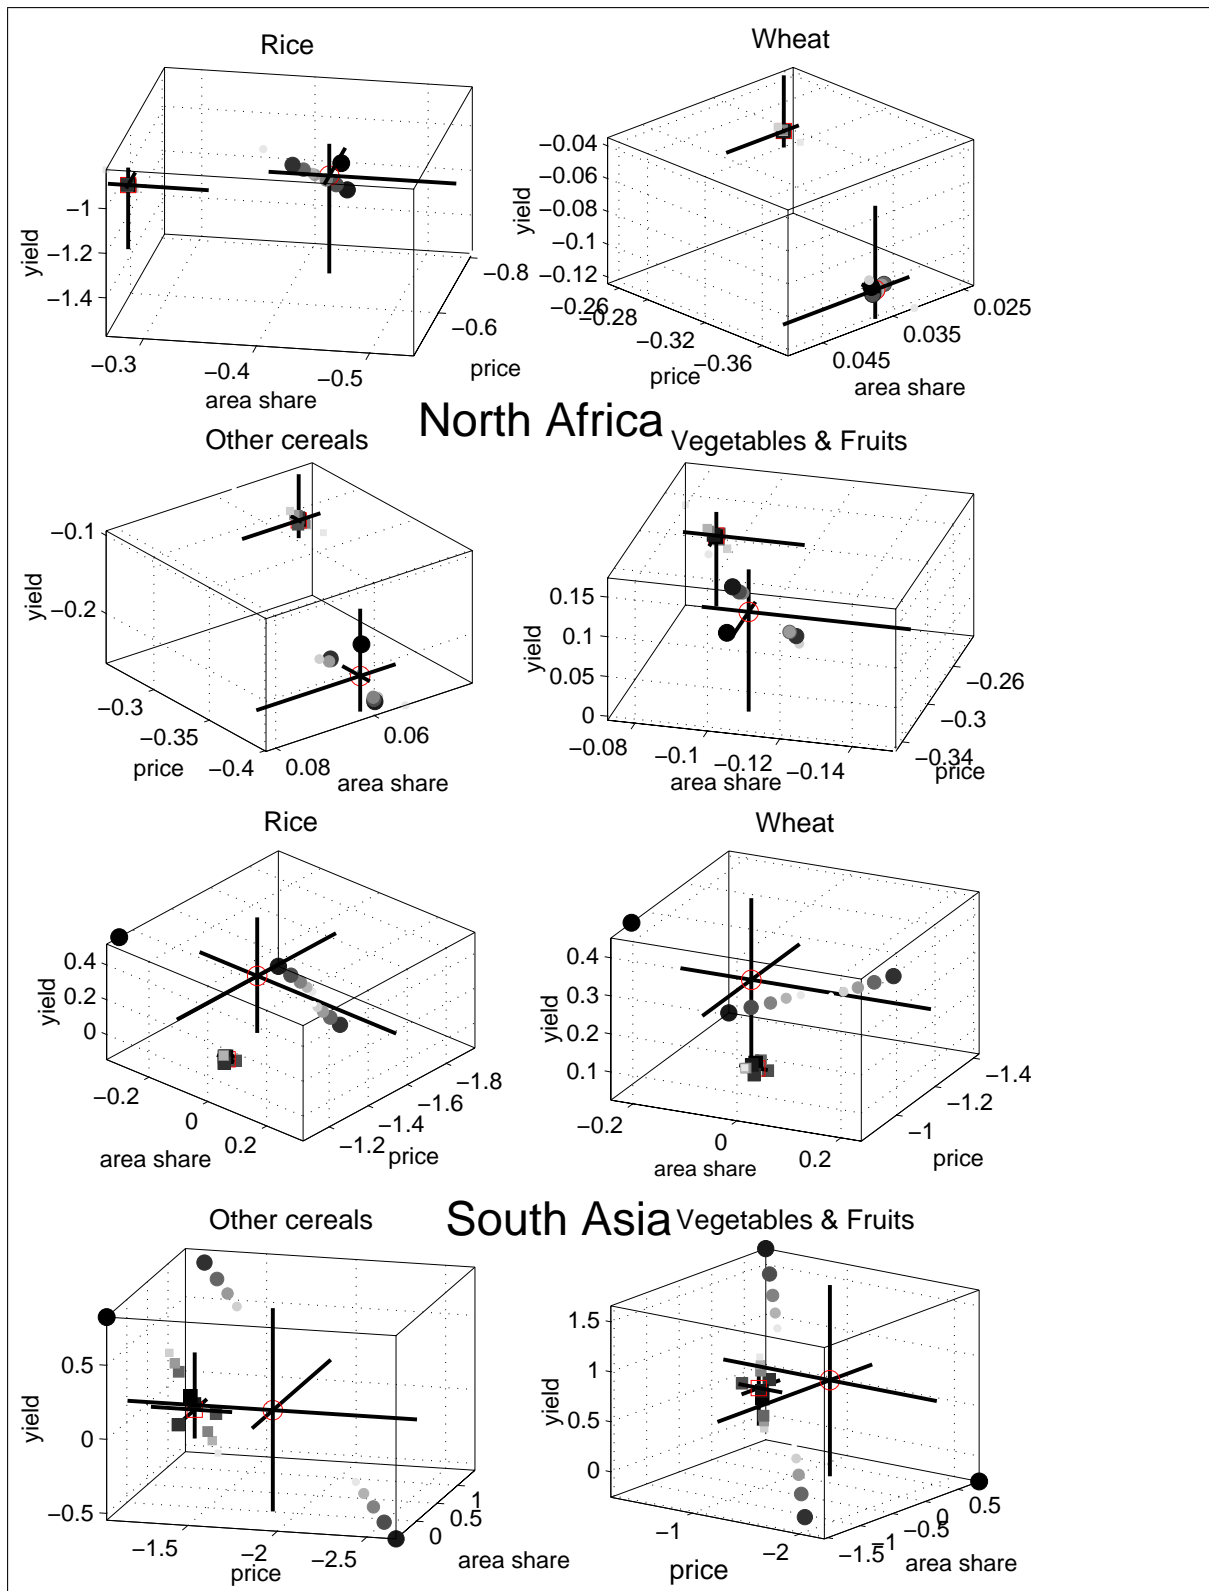 Rice
Wheat
−1
−1.2
−1.4
yield
−0.3
−0.4
−0.5
area share
−0.8
−0.6
price
−0.04
−0.06
−0.08
−0.1
−0.12
yield
−0.26
−0.28
−0.32
−0.36
price
0.045
0.035
0.025
area share
North Africa
Other cereals
Vegetables & Fruits
−0.1
−0.2
yield
−0.3
−0.35
−0.4
price
0.08
0.06
area share
0.15
0.1
0.05
0
yield
−0.08
−0.1
−0.12
−0.14
area share
−0.26
−0.3
−0.34
price
Rice
Wheat
0.4
0.2
0
yield
−0.2
0
0.2
area share
−1.8
−1.6
−1.4
−1.2
price
0.4
0.3
0.2
0.1
yield
−0.2
0
0.2
area share
−1.4
−1.2
−1
price
South Asia
Other cereals
Vegetables & Fruits
0.5
0
−0.5
yield
−1.5
−2
−2.5
price
1
0.5
0
area share
1.5
1
0.5
0
yield
−1
−2
price
0.5
0
−0.5
−1
−1.5
area share